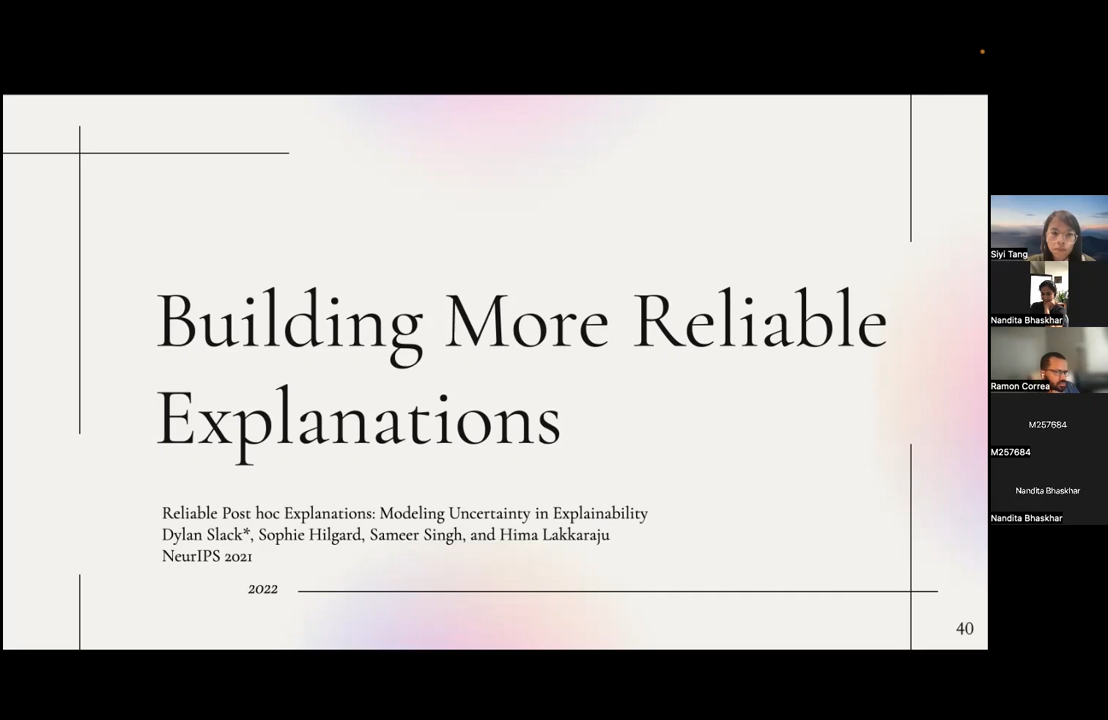 Building More Reliable
Explanations
Reliable Post hoc Explanations: Modeling Uncertainty in Explainability
Dylan Slack*, Sophie Hilgard, Sameer Singh, and Hima Lakkaraju
NeurIPS 2021
2022
40
Siyi Tang
Nandita Bhaskhar
Ramon Correa
M257684
M257684
Nandita Bhaskhar
Nandita Bhaskhar